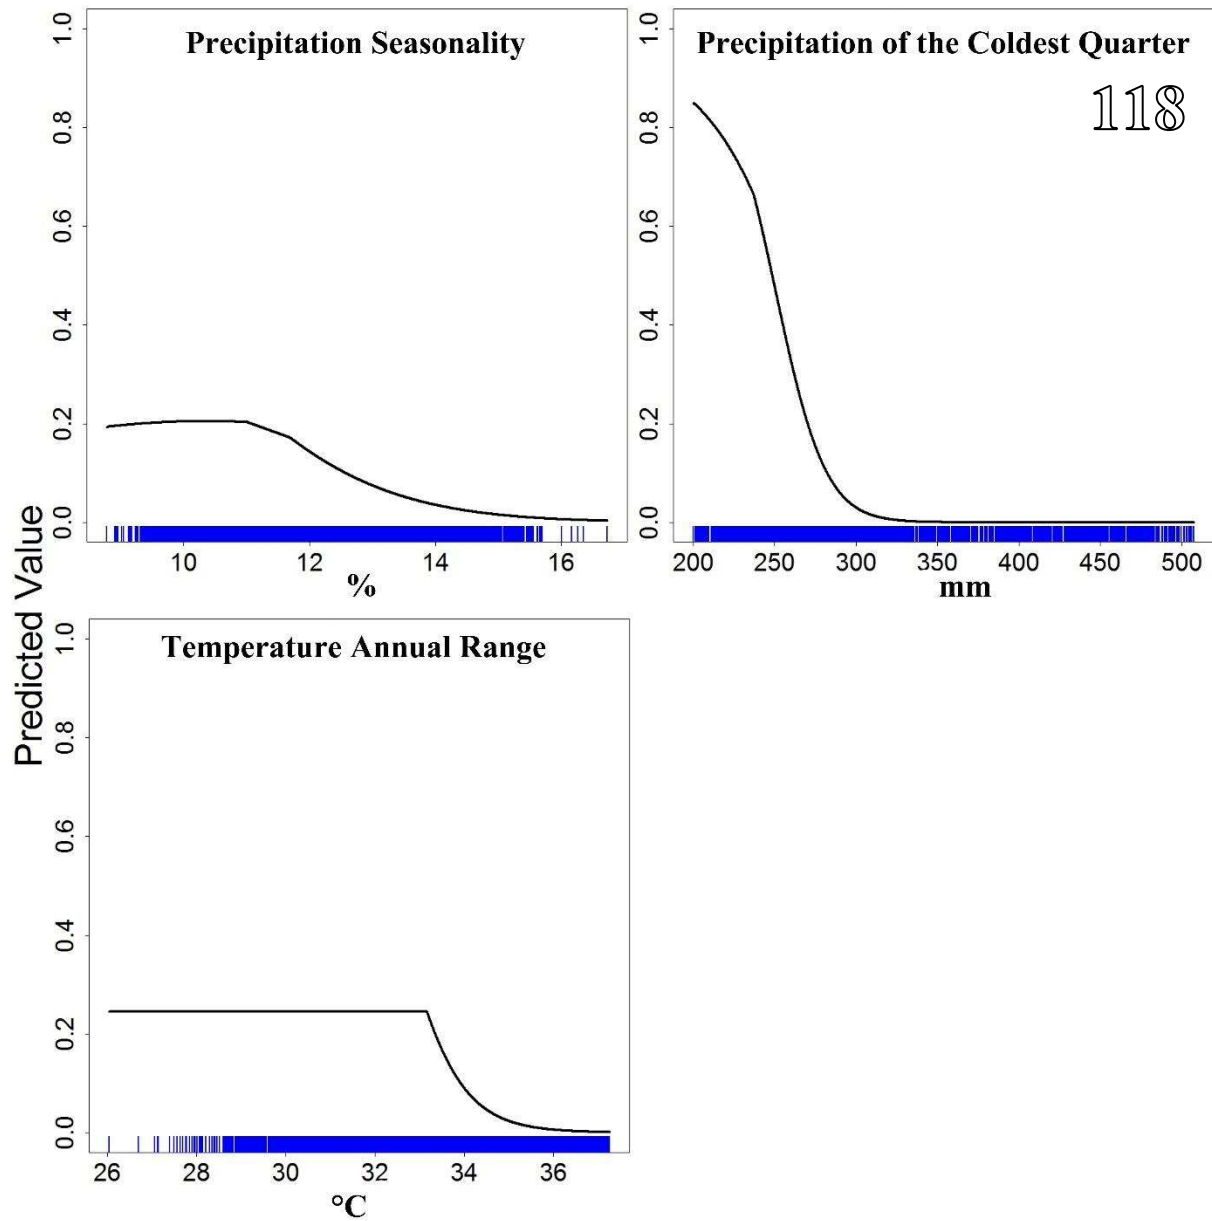 Precipitation Seasonality
1.0
0.8
0.6
0.4
0.2
0.0
10 12 14 16
%
Precipitation of the Coldest Quarter
118
1.0
0.8
0.6
0.4
0.2
0.0
200 250 300 350 400 450 500
mm
Predicted Value
Temperature Annual Range
1.0
0.8
0.6
0.4
0.2
0.0
26 28 30 32 34 36
°C